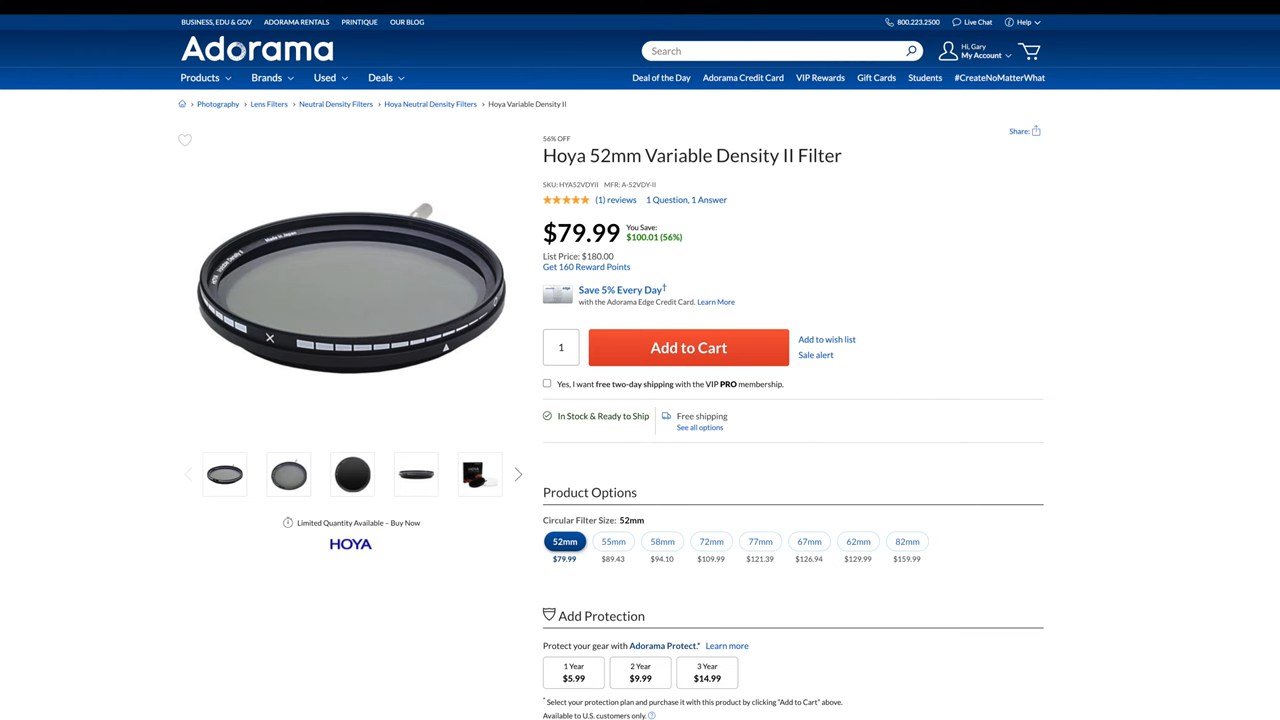 BUSINESS, EDU & GOV ADORAMA RENTALS PRINTIQUE OUR BLOG 800.223.2500 Live Chat Help
Adorama Search Hi, Gary
My Account
Products Brands Used Deals Deal of the Day Adorama Credit Card VIP Rewards Gift Cards Students #CreateNoMatterWhat
Photography > Lens Filters > Neutral Density Filters > Hoya Neutral Density Filters > Hoya Variable Density II
Share:
56% OFF
Hoya 52mm Variable Density II Filter
SKU: HYA52VDYII MFR: A-52VDY-II
(1) reviews 1 Question, 1 Answer
$79.99 You Save:
$100.01 (56%)
List Price: $180.00
Get 160 Reward Points
Save 5% Every Day†
with the Adorama Edge Credit Card. Learn More
1 Add to Cart Add to wish list
Sale alert
Yes, I want free two-day shipping with the VIP PRO membership.
In Stock & Ready to Ship Free shipping
See all options
Made in Japan
Limited Quantity Available – Buy Now
HOYA
Product Options
Circular Filter Size: 52mm
52mm 55mm 58mm 72mm 77mm 67mm 62mm 82mm
$79.99 $89.43 $94.10 $109.99 $121.39 $126.94 $129.99 $159.99
Add Protection
Protect your gear with Adorama Protect.* Learn more
1 Year 2 Year 3 Year
$5.99 $9.99 $14.99
* Select your protection plan and purchase it with this product by clicking "Add to Cart" above.
Available to U.S. customers only.